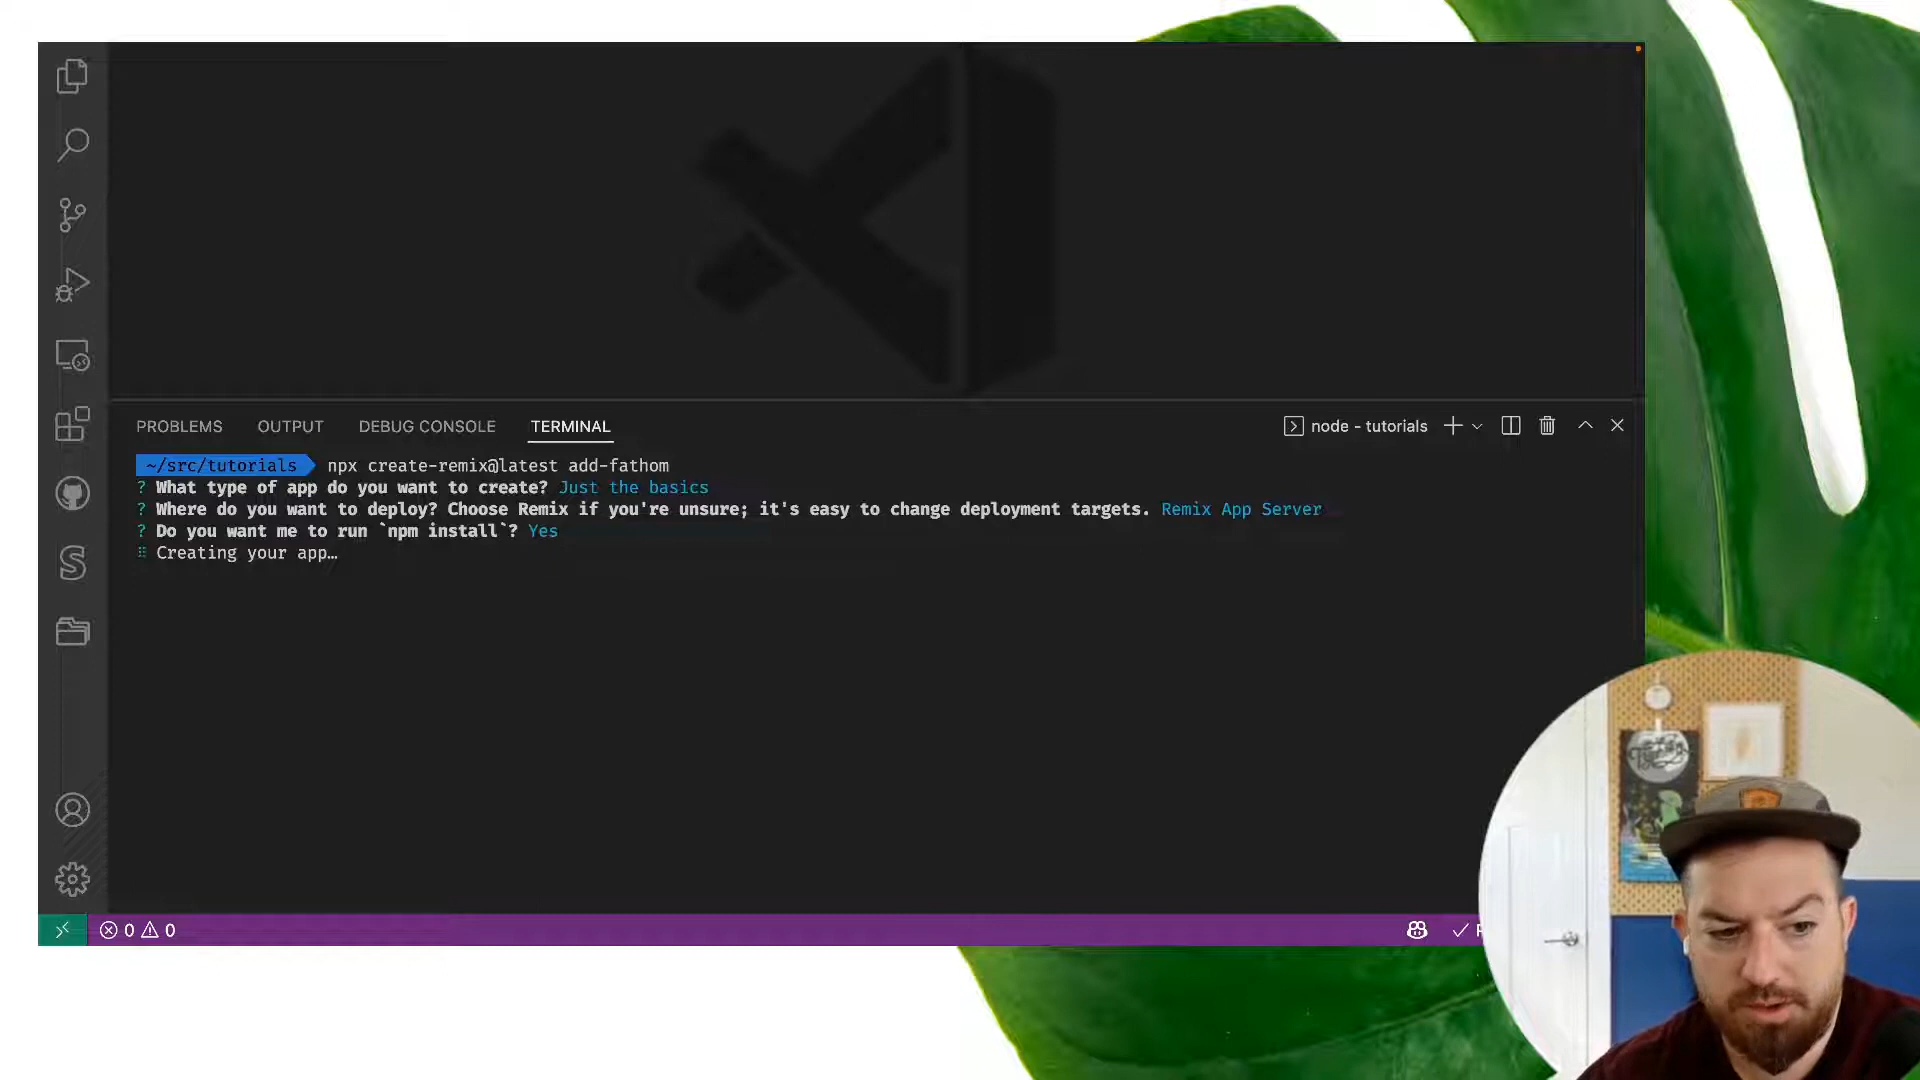 PROBLEMS OUTPUT DEBUG CONSOLE TERMINAL node - tutorials
~/src/tutorials npx create-remix@latest add-fathom
? What type of app do you want to create? Just the basics
? Where do you want to deploy? Choose Remix if you're unsure; it's easy to change deployment targets. Remix App Server
? Do you want me to run `npm install`? Yes
⠿ Creating your app…
0 0